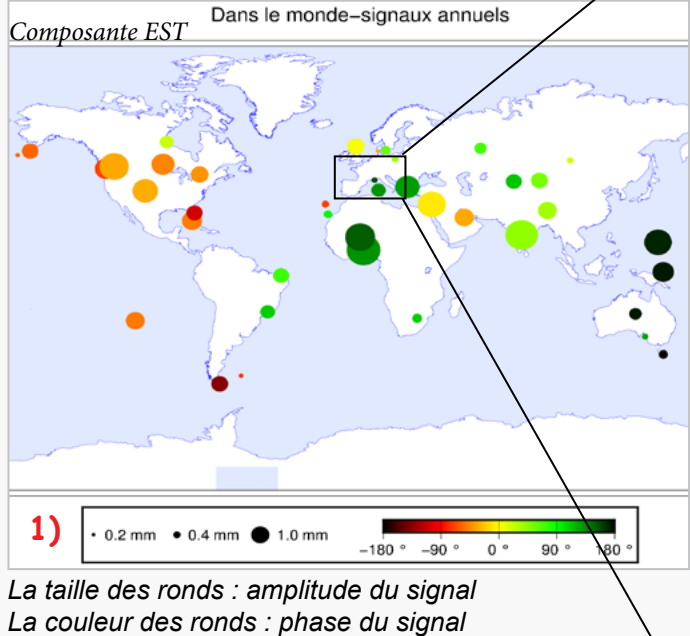 Dans le monde–signaux annuels
Composante EST
1)
0.2 mm 0.4 mm 1.0 mm
−180 ° −90 ° 0 ° 90 ° 180 °
La taille des ronds : amplitude du signal
La couleur des ronds : phase du signal